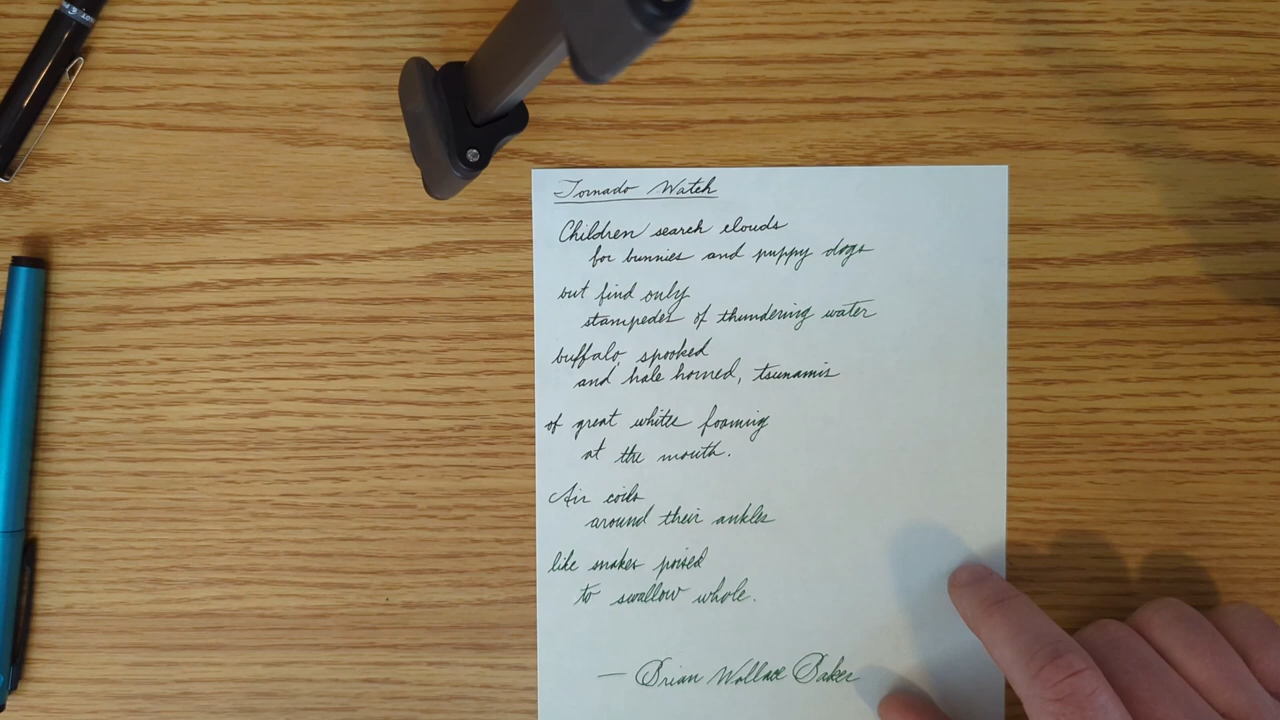 Tornado Watch
Children search clouds
for bunnies and puppy dogs
but find only
stampedes of thundering water
buffalo, spooked
and hale horned, tsunamis
of great white foaming
at the mouth.
Air coils
around their ankles
like snakes poised
to swallow whole.
— Brian Wallace Baker